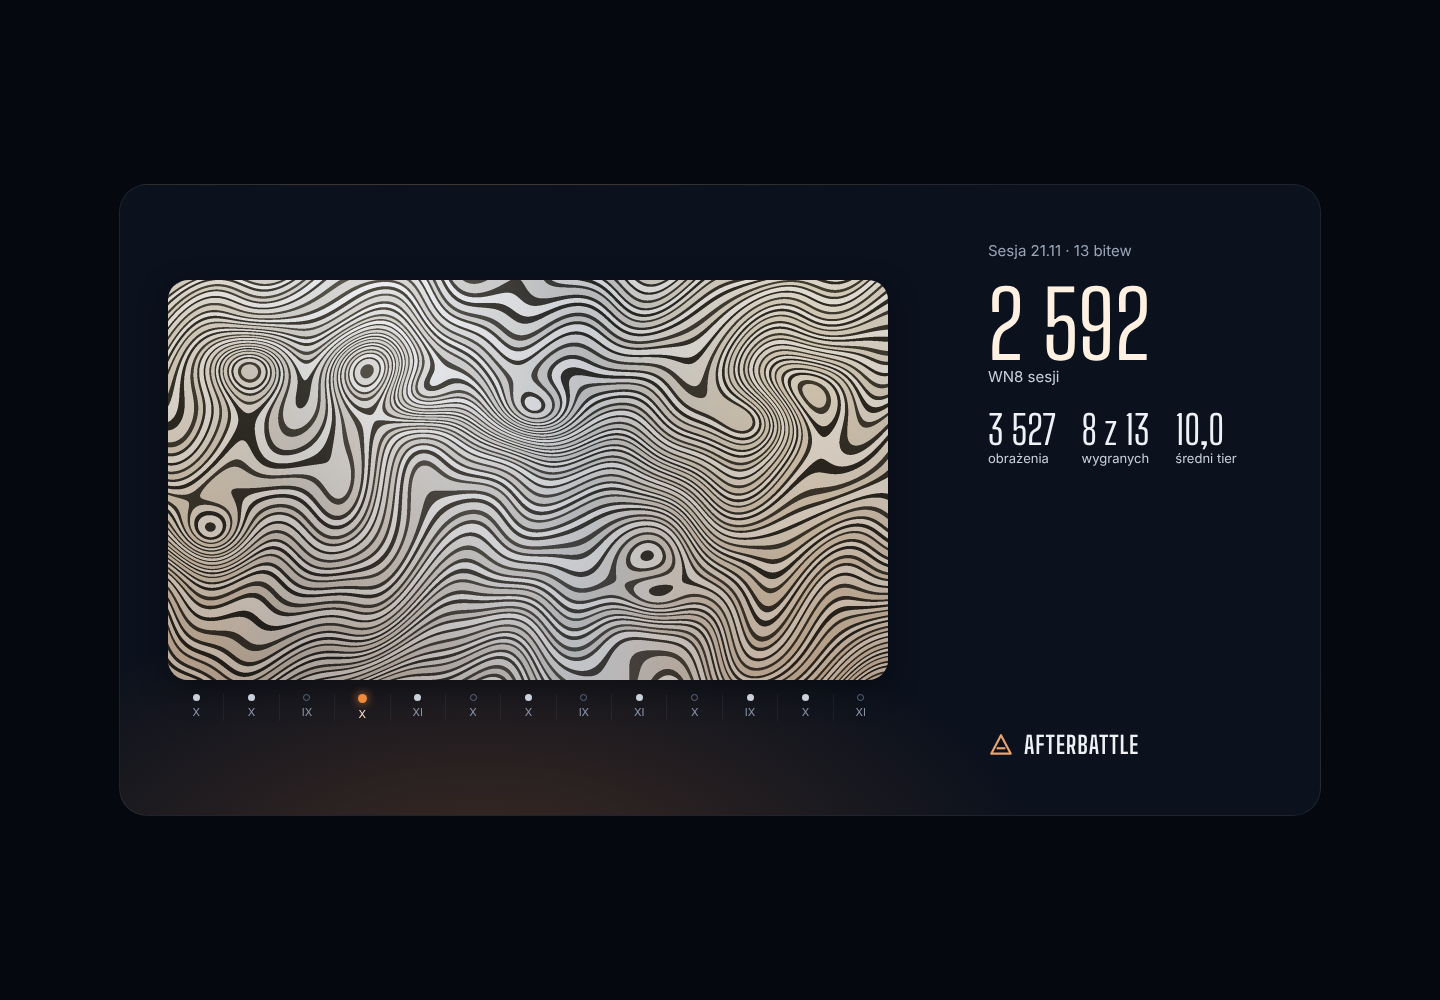 Sesja 21.11 · 13 bitew
2 592
WN8 sesji
3 527 8 z 13 10,0
obrażenia wygranych średni tier
X X IX X XI X X IX XI X IX X XI
AFTERBATTLE